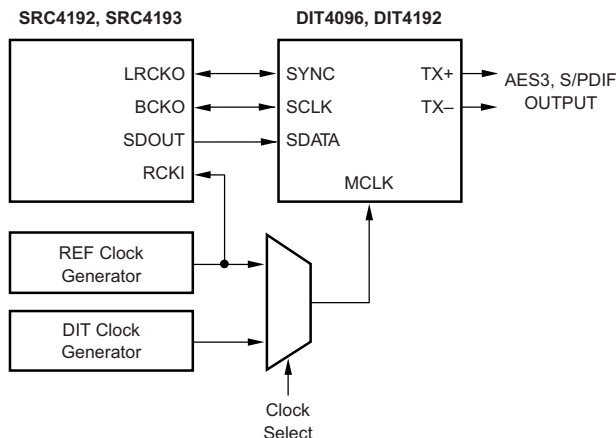 SRC4192, SRC4193
DIT4096, DIT4192
LRCKO
SYNC
TX+
AES3, S/PDIF
OUTPUT
BCKO
SCLK
TX–
SDOUT
SDATA
RCKI
MCLK
REF Clock
Generator
DIT Clock
Generator
Clock
Select